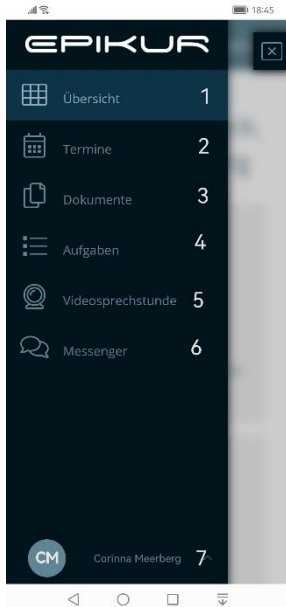 18:45
EPIKUR
Übersicht 1
Termine 2
Dokumente 3
Aufgaben 4
Videosprechstunde 5
Messenger 6
CM Corinna Meerberg 7